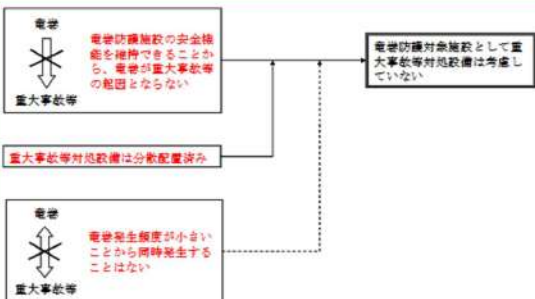 竜巻
重大事故等
竜巻防護施設の安全機
能を維持できることか
ら、竜巻が重大事故等
の起因とならない
竜巻防護対象施設として重
大事故等対処設備は考慮し
ていない
重大事故等対処設備は分散配置済み
竜巻
重大事故等
竜巻発生頻度が小さい
ことから同時発生する
ことはない